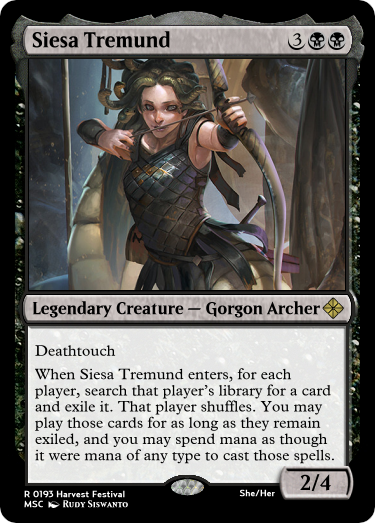 Siesa Tremund 3
Legendary Creature — Gorgon Archer
Deathtouch
When Siesa Tremund enters, for each
player, search that player's library for a card
and exile it. That player shuffles. You may
play those cards for as long as they remain
exiled, and you may spend mana as though
it were mana of any type to cast those spells.
2/4
R 0193 Harvest Festival
She/Her
MSC Rudy Siswanto